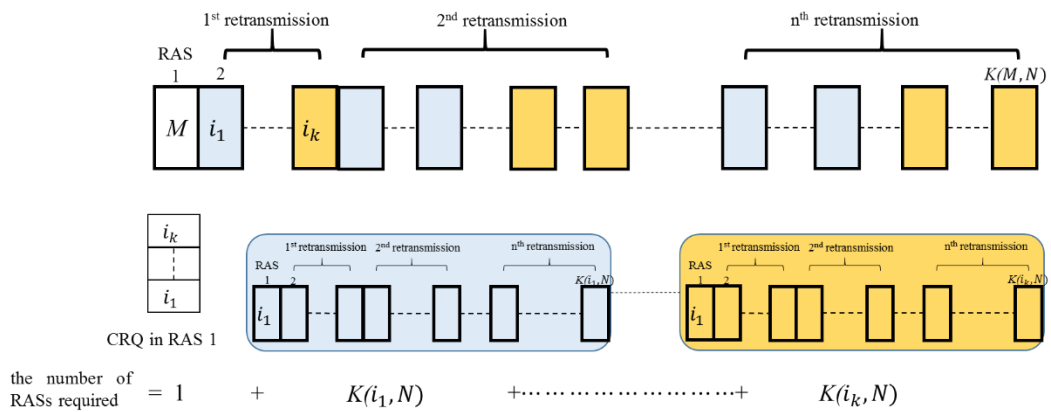 1st retransmission 2nd retransmission nth retransmission
RAS
1 2 K(M,N)
M i₁ iₖ
iₖ
i₁
CRQ in RAS 1
1st retransmission 2nd retransmission nth retransmission
RAS
1 2 K(i₁,N)
i₁
1st retransmission 2nd retransmission nth retransmission
RAS
1 2 K(iₖ,N)
i₁
the number of
RASs required = 1 + K(i₁,N) +⋯⋯⋯⋯⋯⋯⋯⋯+ K(iₖ,N)